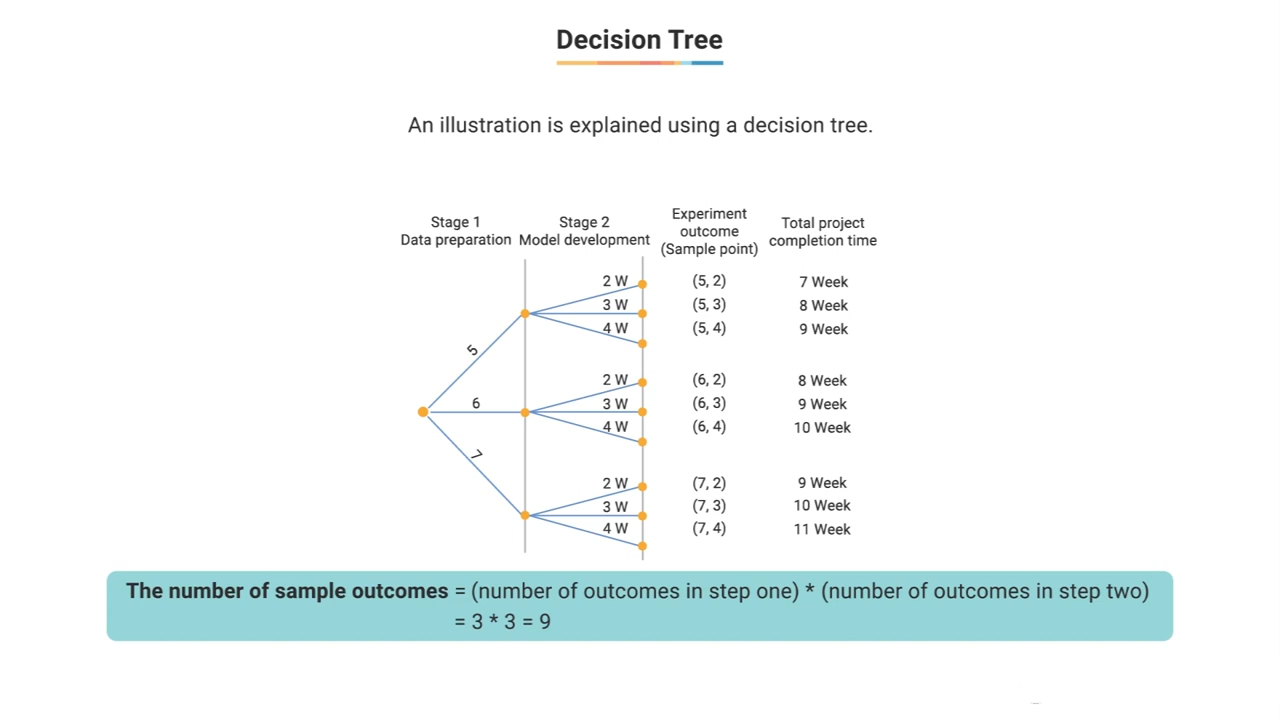 Decision Tree
An illustration is explained using a decision tree.
Stage 1
Data preparation
Stage 2
Model development
Experiment
outcome
(Sample point)
Total project
completion time
5
2 W (5, 2) 7 Week
3 W (5, 3) 8 Week
4 W (5, 4) 9 Week
6
2 W (6, 2) 8 Week
3 W (6, 3) 9 Week
4 W (6, 4) 10 Week
7
2 W (7, 2) 9 Week
3 W (7, 3) 10 Week
4 W (7, 4) 11 Week
The number of sample outcomes = (number of outcomes in step one) * (number of outcomes in step two)
= 3 * 3 = 9